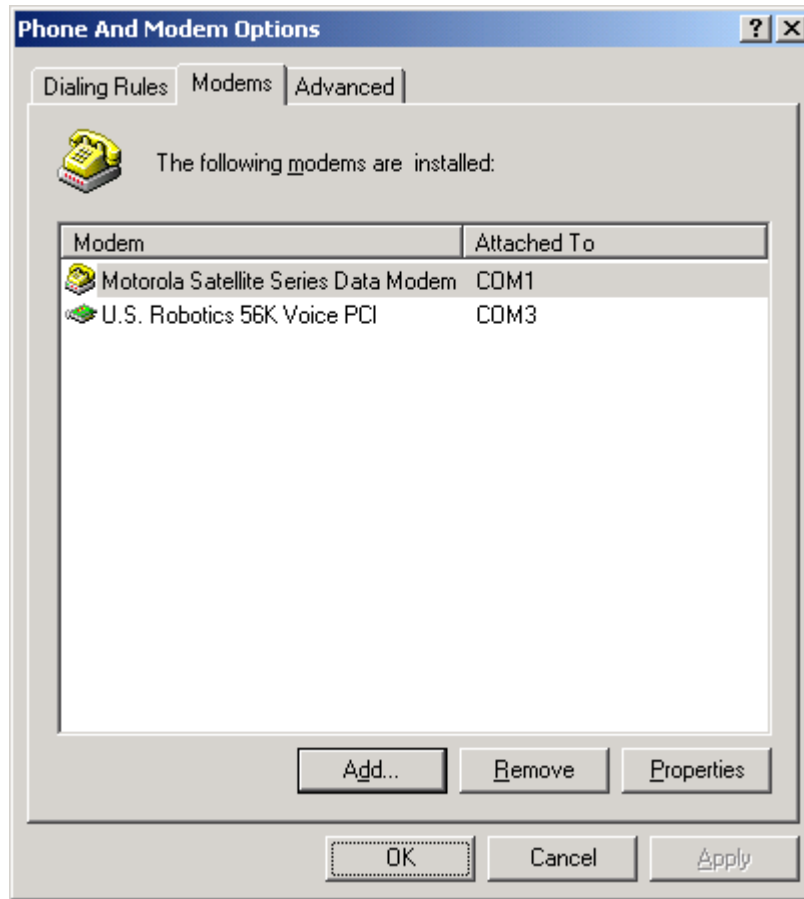 Phone And Modem Options ? ×
Dialing Rules Modems Advanced
The following modems are installed:
Modem Attached To
Motorola Satellite Series Data Modem COM1
U.S. Robotics 56K Voice PCI COM3
Add... Remove Properties
OK Cancel Apply